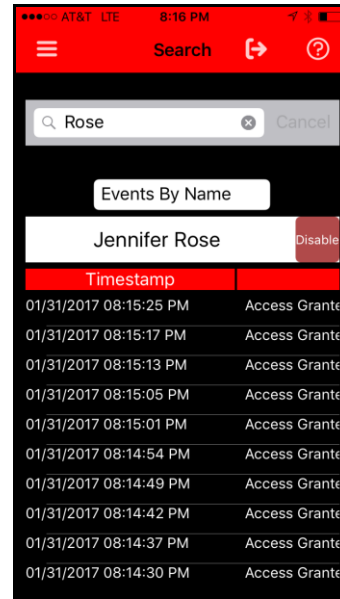 AT&T LTE 8:16 PM
Search
Rose Cancel
Events By Name
Jennifer Rose Disable
Timestamp
01/31/2017 08:15:25 PM Access Grante
01/31/2017 08:15:17 PM Access Grante
01/31/2017 08:15:13 PM Access Grante
01/31/2017 08:15:05 PM Access Grante
01/31/2017 08:15:01 PM Access Grante
01/31/2017 08:14:54 PM Access Grante
01/31/2017 08:14:49 PM Access Grante
01/31/2017 08:14:42 PM Access Grante
01/31/2017 08:14:37 PM Access Grante
01/31/2017 08:14:30 PM Access Grante